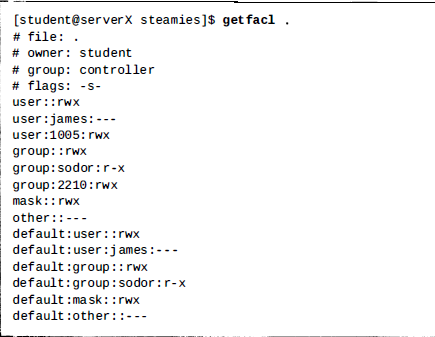 [student@serverX steamies]$ getfacl .
# file: .
# owner: student
# group: controller
# flags: -s-
user::rwx
user:james:---
user:1005:rwx
group::rwx
group:sodor:r-x
group:2210:rwx
mask::rwx
other::---
default:user::rwx
default:user:james:---
default:group::rwx
default:group:sodor:r-x
default:mask::rwx
default:other::---